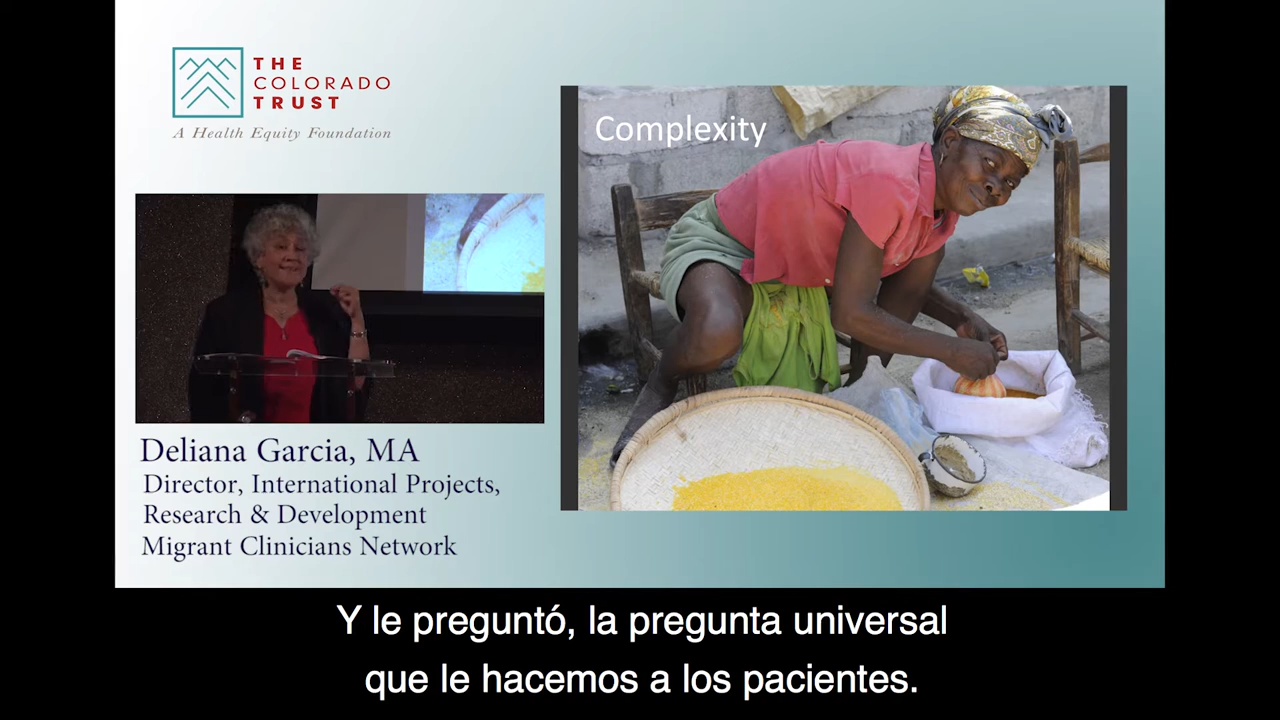 THE
COLORADO
TRUST
A Health Equity Foundation
Complexity
Deliana Garcia, MA
Director, International Projects,
Research & Development
Migrant Clinicians Network
Y le preguntó, la pregunta universal
que le hacemos a los pacientes.